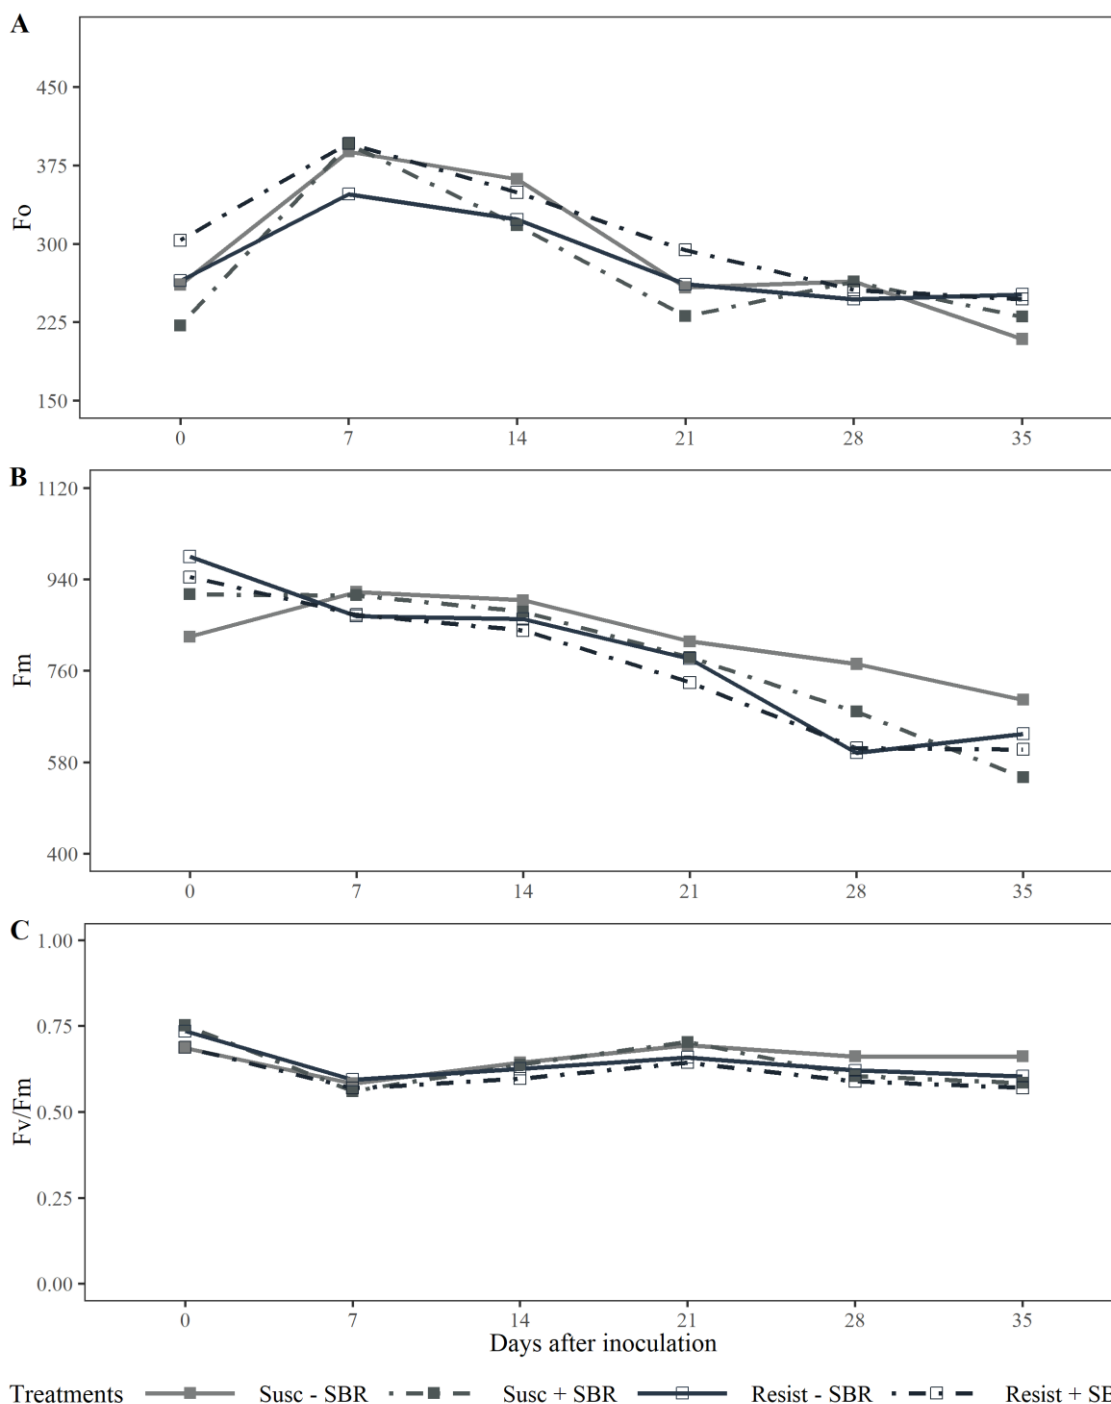 A
450
375
300
225
150
Fo
0 7 14 21 28 35
B
1120
940
760
580
400
Fm
0 7 14 21 28 35
C
1.00
0.75
0.50
0.25
0.00
Fv/Fm
0 7 14 21 28 35
Days after inoculation
Treatments Susc - SBR Susc + SBR Resist - SBR Resist + SB